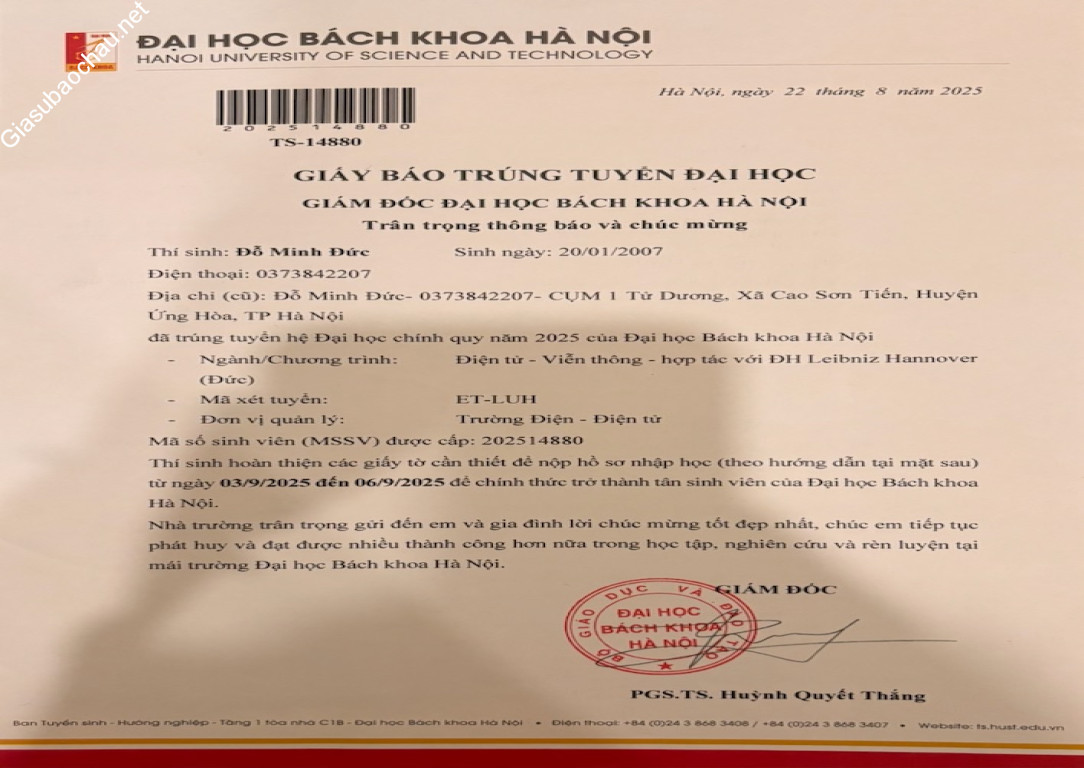 Giasubaochau.net
ĐẠI HỌC BÁCH KHOA HÀ NỘI
HANOI UNIVERSITY OF SCIENCE AND TECHNOLOGY
Hà Nội, ngày 22 tháng 8 năm 2025
202514880
TS-14880
GIẤY BÁO TRÚNG TUYỂN ĐẠI HỌC
GIÁM ĐỐC ĐẠI HỌC BÁCH KHOA HÀ NỘI
Trân trọng thông báo và chúc mừng
Thí sinh: Đỗ Minh Đức Sinh ngày: 20/01/2007
Điện thoại: 0373842207
Địa chỉ (cũ): Đỗ Minh Đức- 0373842207- CỤM 1 Tử Dương, Xã Cao Sơn Tiến, Huyện
Ứng Hòa, TP Hà Nội
đã trúng tuyển hệ Đại học chính quy năm 2025 của Đại học Bách khoa Hà Nội
- Ngành/Chương trình: Điện tử - Viễn thông - hợp tác với ĐH Leibniz Hannover
(Đức)
- Mã xét tuyển: ET-LUH
- Đơn vị quản lý: Trường Điện - Điện tử
Mã số sinh viên (MSSV) được cấp: 202514880
Thí sinh hoàn thiện các giấy tờ cần thiết để nộp hồ sơ nhập học (theo hướng dẫn tại mặt sau)
từ ngày 03/9/2025 đến 06/9/2025 để chính thức trở thành tân sinh viên của Đại học Bách khoa
Hà Nội.
Nhà trường trân trọng gửi đến em và gia đình lời chúc mừng tốt đẹp nhất, chúc em tiếp tục
phát huy và đạt được nhiều thành công hơn nữa trong học tập, nghiên cứu và rèn luyện tại
mái trường Đại học Bách khoa Hà Nội.
GIÁM ĐỐC
BỘ GIÁO DỤC VÀ ĐÀO TẠO
ĐẠI HỌC
BÁCH KHOA
HÀ NỘI
PGS.TS. Huỳnh Quyết Thắng
Ban Tuyển sinh - Hướng nghiệp - Tầng 1 tòa nhà C1B - Đại học Bách khoa Hà Nội • Điện thoại: +84 (0)24 3 868 3408 / +84 (0)24 3 868 3407 • Website: ts.hust.edu.vn